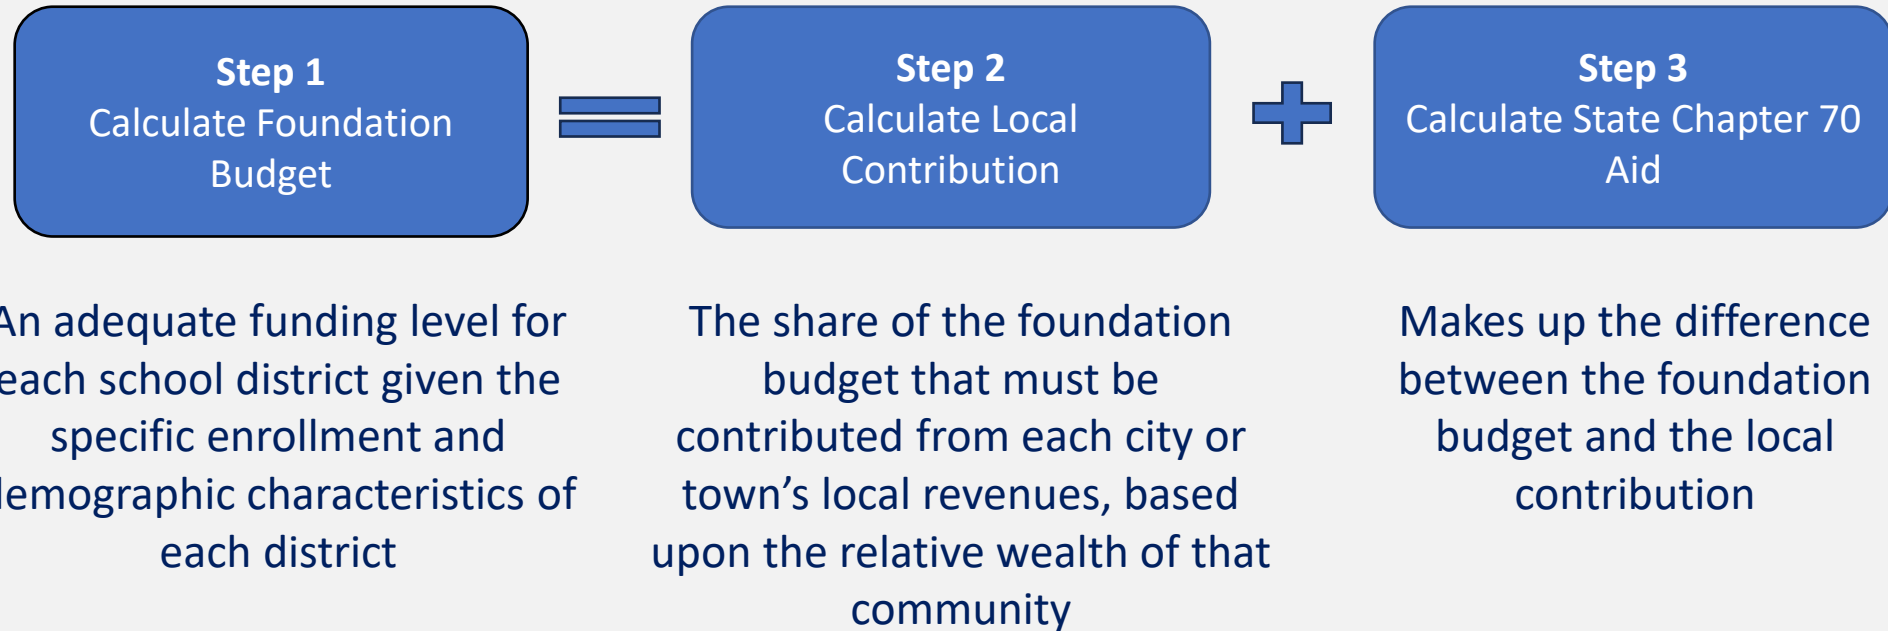 Step 1
Calculate Foundation
Budget
Step 2
Calculate Local
Contribution
Step 3
Calculate State Chapter 70
Aid
An adequate funding level for
each school district given the
specific enrollment and
demographic characteristics of
each district
The share of the foundation
budget that must be
contributed from each city or
town's local revenues, based
upon the relative wealth of that
community
Makes up the difference
between the foundation
budget and the local
contribution